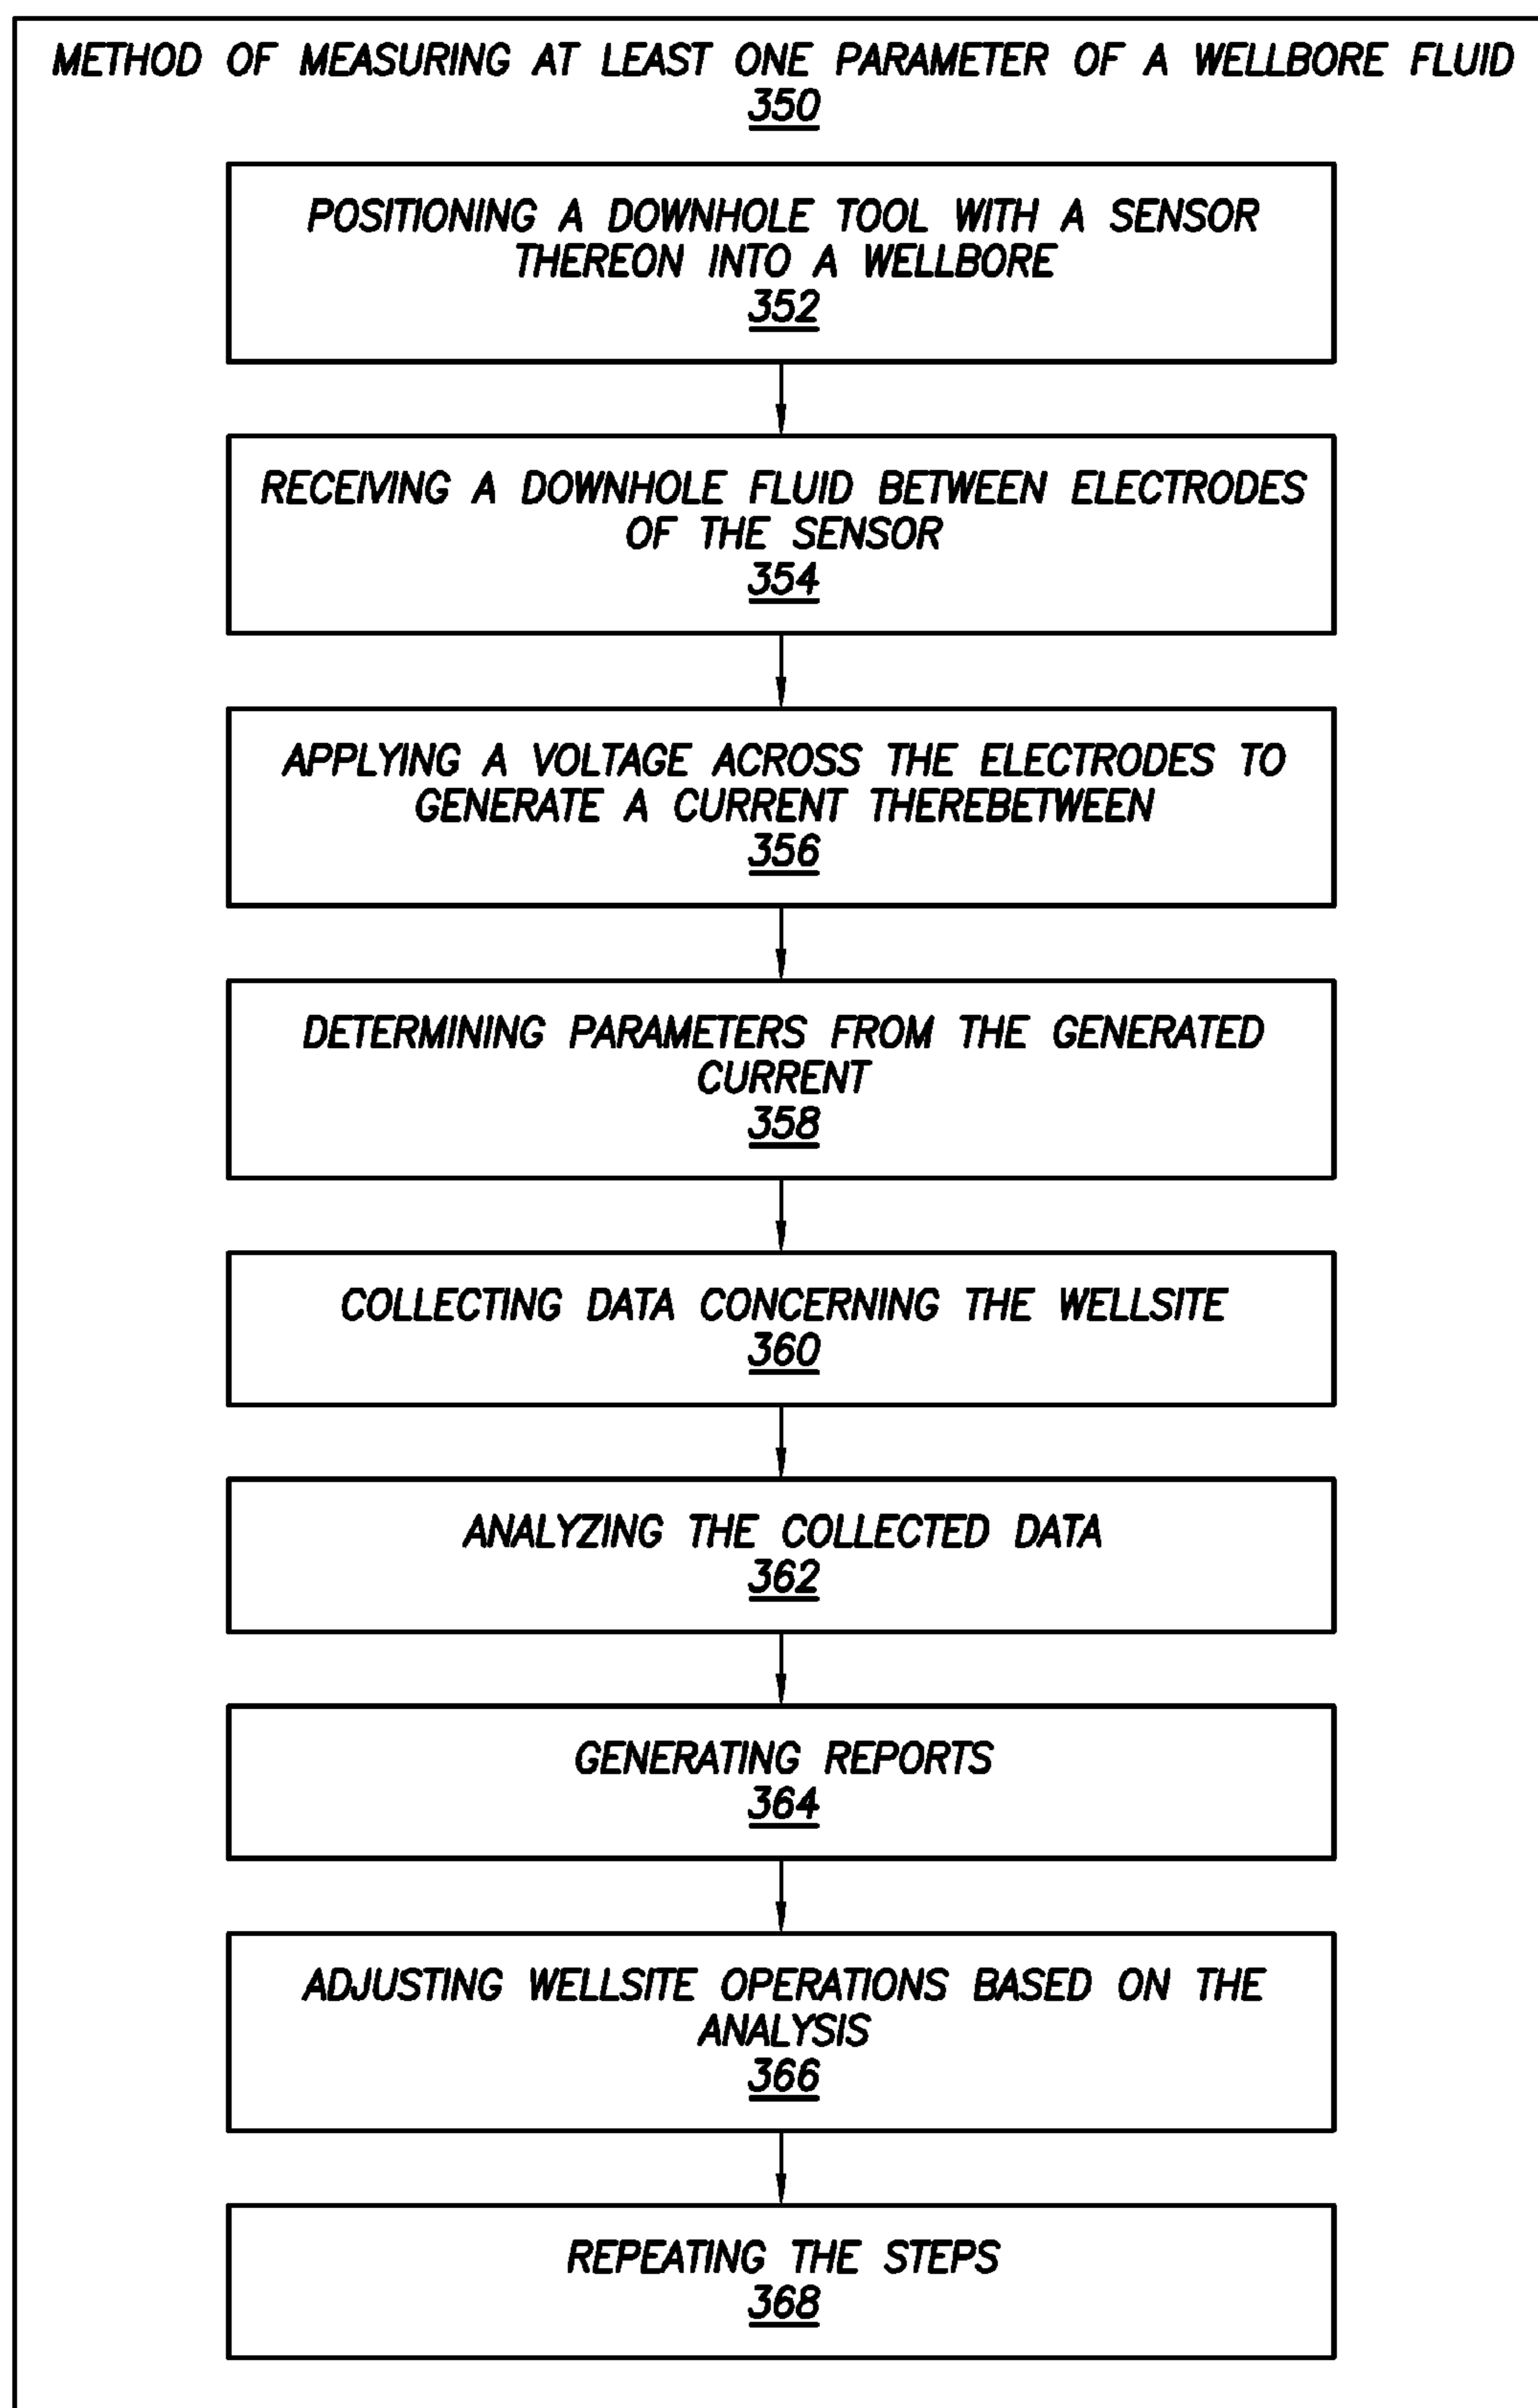 METHOD OF MEASURING AT LEAST ONE PARAMETER OF A WELLBORE FLUID
350
POSITIONING A DOWNHOLE TOOL WITH A SENSOR
THEREON INTO A WELLBORE
352
RECEIVING A DOWNHOLE FLUID BETWEEN ELECTRODES
OF THE SENSOR
354
APPLYING A VOLTAGE ACROSS THE ELECTRODES TO
GENERATE A CURRENT THEREBETWEEN
356
DETERMINING PARAMETERS FROM THE GENERATED
CURRENT
358
COLLECTING DATA CONCERNING THE WELLSITE
360
ANALYZING THE COLLECTED DATA
362
GENERATING REPORTS
364
ADJUSTING WELLSITE OPERATIONS BASED ON THE
ANALYSIS
366
REPEATING THE STEPS
368